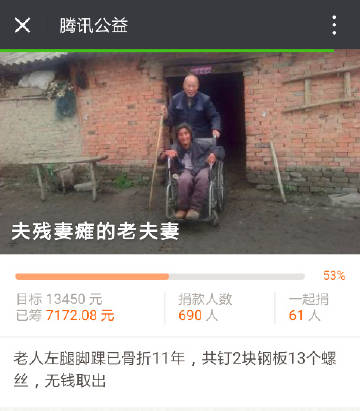 腾讯公益
夫残妻瘫的老夫妻
53%
目标 13450 元
已筹 7172.08 元
捐款人数
690 人
一起捐
61 人
老人左腿脚踝已骨折11年，共钉2块钢板13个螺
丝，无钱取出